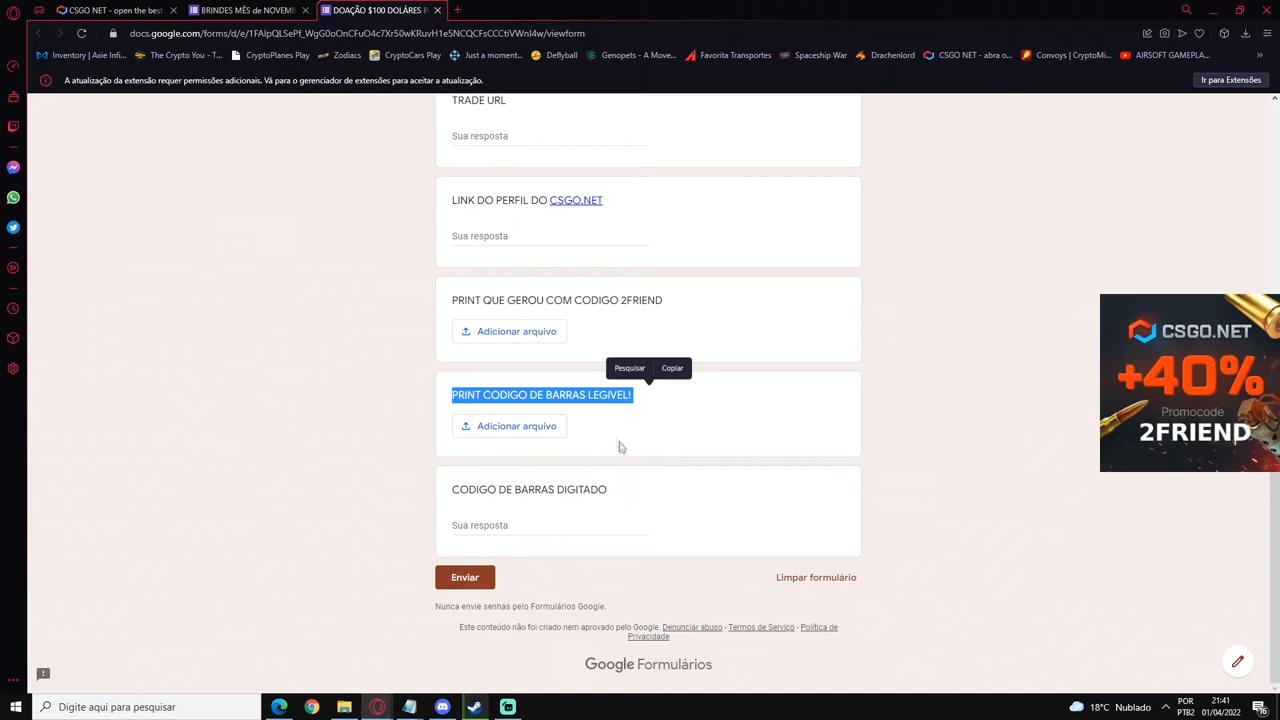 CSGO.NET - open the best
BRINDES MÊS de NOVEMB
DOAÇÃO $100 DOLÁRES P
docs.google.com/forms/d/e/1FAIpQLSePf_WgG0oOnCFuO4c7Xr50wKRuvH1e5NCQCFsCCCtiVWnI4w/viewform
Inventory | Axie Infin...
The Crypto You - The...
CryptoPlanes Play
Zodiacs
CryptoCars Play
Just a moment...
Deflyball
Genopets - A Move...
Favorita Transportes
Spaceship War
Drachenlord
CSGO NET - abra o...
Convoys | CryptoMi...
AIRSOFT GAMEPLA...
A atualização da extensão requer permissões adicionais. Vá para o gerenciador de extensões para aceitar a atualização.
Ir para Extensões
TRADE URL
Sua resposta
LINK DO PERFIL DO CSGO.NET
Sua resposta
PRINT QUE GEROU COM CODIGO 2FRIEND
Adicionar arquivo
Pesquisar
Copiar
PRINT CODIGO DE BARRAS LEGIVEL!
Adicionar arquivo
CODIGO DE BARRAS DIGITADO
Sua resposta
Enviar
Limpar formulário
Nunca envie senhas pelo Formulários Google.
Este conteúdo não foi criado nem aprovado pelo Google. Denunciar abuso - Termos de Serviço - Política de
Privacidade
Google Formulários
CSGO.NET
+40%
Promocode
2FRIEND
Digite aqui para pesquisar
18°C Nublado
POR
PTB2
21:41
01/04/2022
16